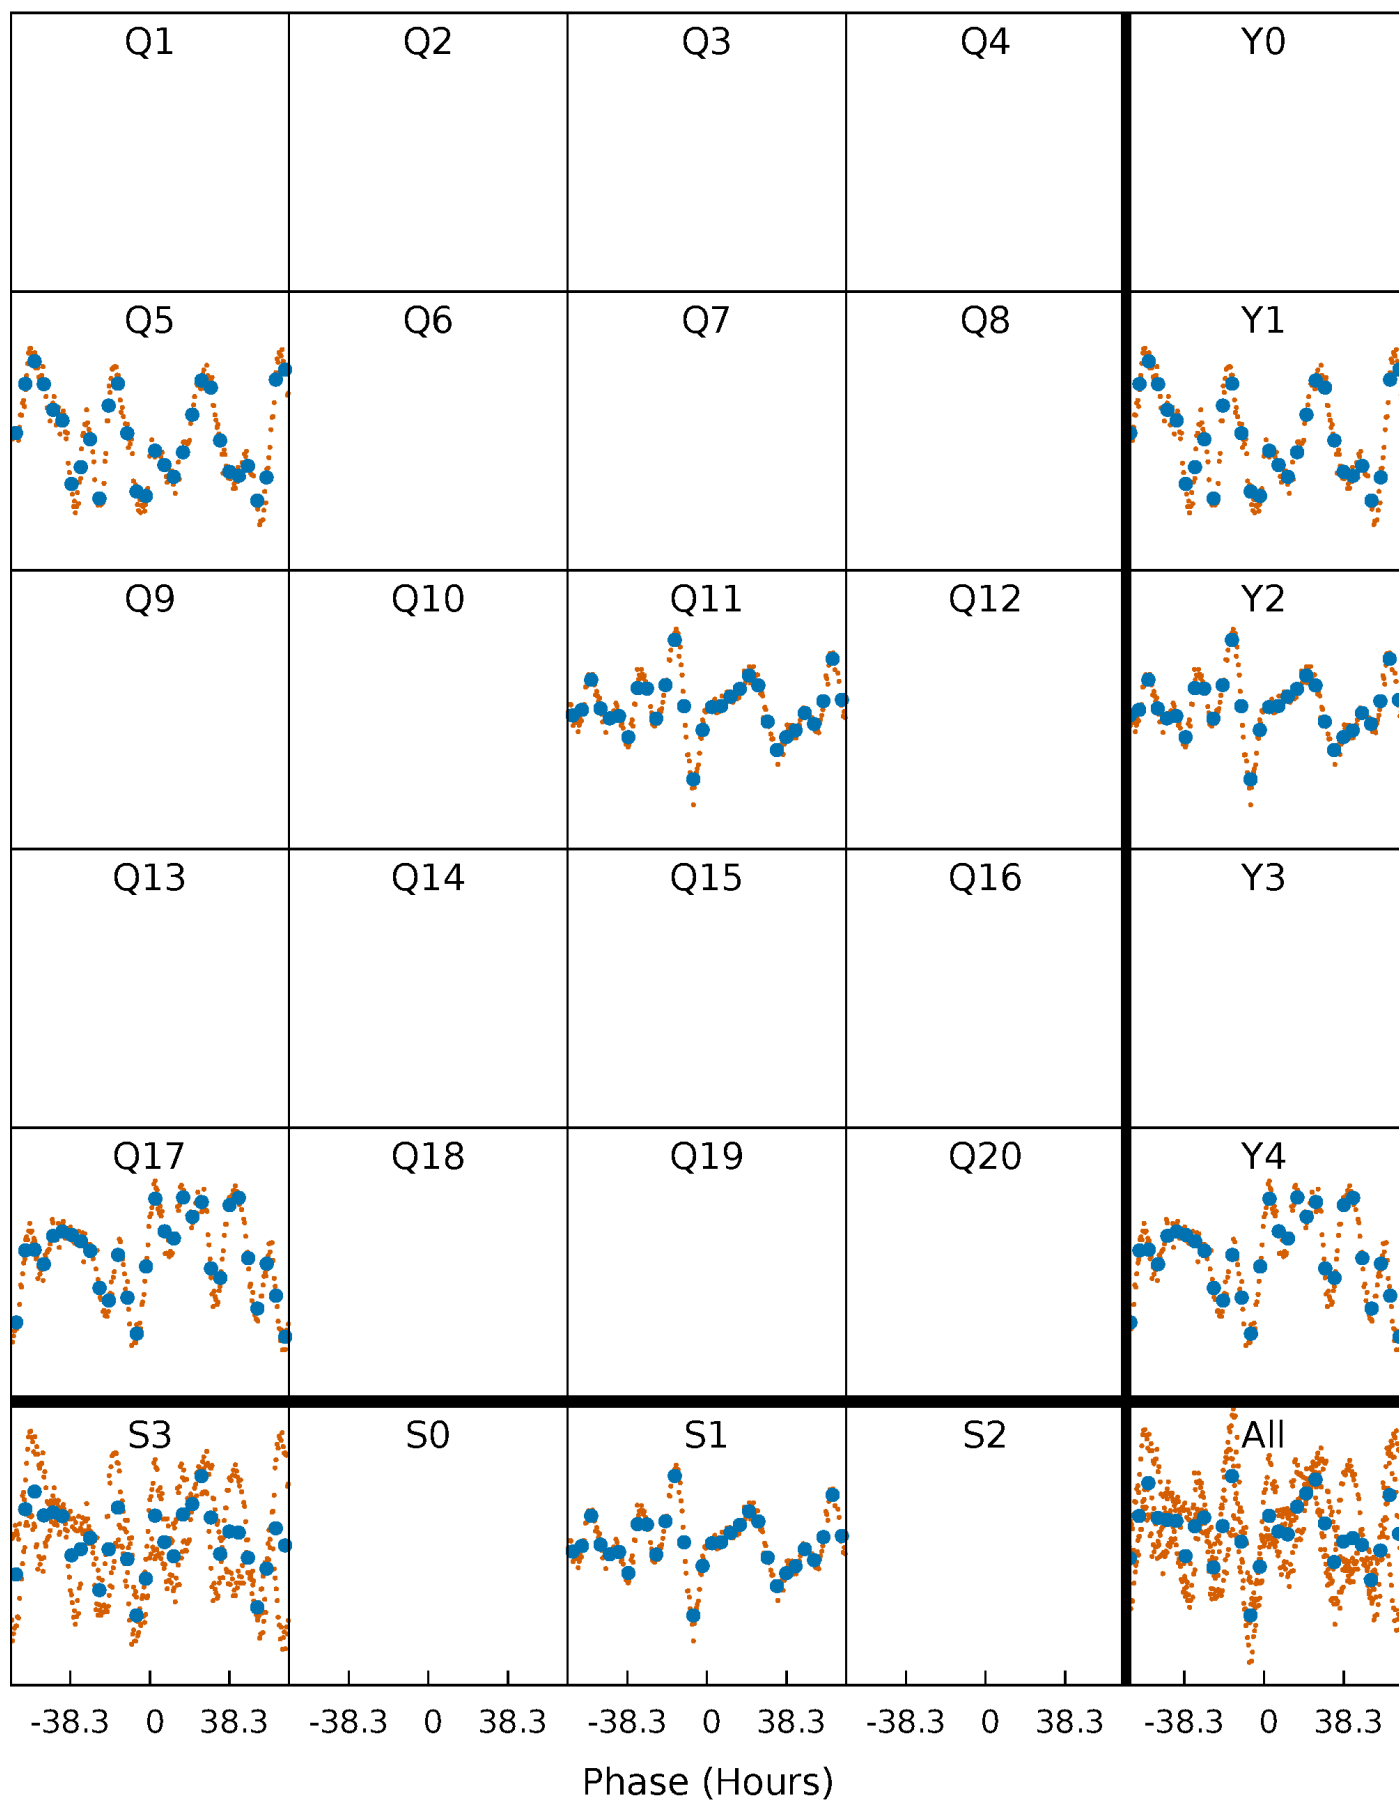 Q1 Q2 Q3 Q4 Y0
Q5 Q6 Q7 Q8 Y1
Q9 Q10 Q11 Q12 Y2
Q13 Q14 Q15 Q16 Y3
Q17 Q18 Q19 Q20 Y4
S3 S0 S1 S2 All
-38.3 0 38.3 -38.3 0 38.3 -38.3 0 38.3 -38.3 0 38.3 -38.3 0 38.3
Phase (Hours)